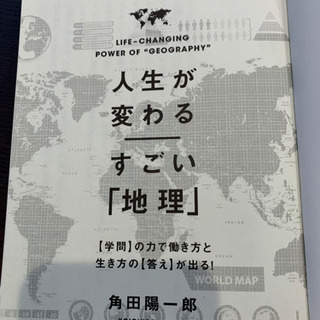 LIFE-CHANGING
POWER OF "GEOGRAPHY"
人生が
変わる
すごい
「地理」
【学問】の力で働き方と
生き方の【答え】が出る!
WORLD MAP
角田陽一郎